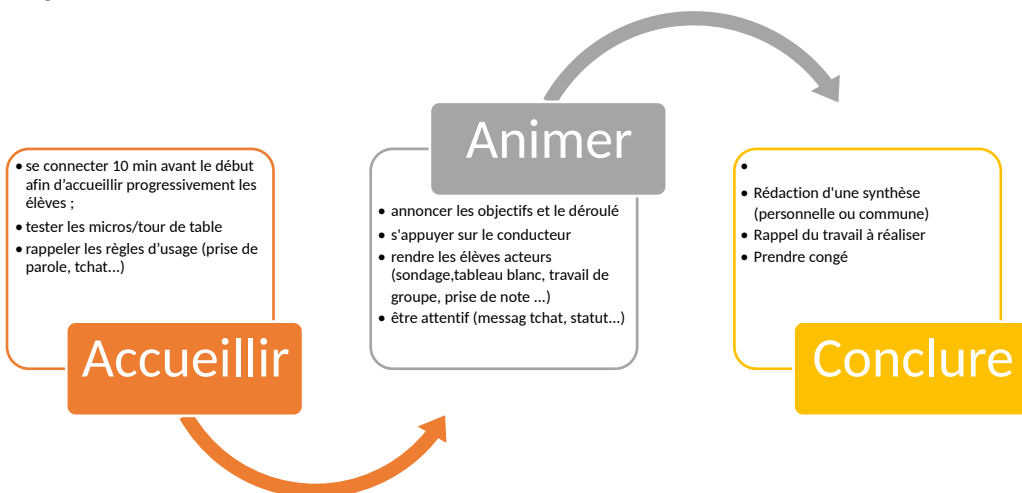 • se connecter 10 min avant le début
afin d’accueillir progressivement les
élèves ;
• tester les micros/tour de table
• rappeler les règles d’usage (prise de
parole, tchat...)
Accueillir
Animer
• annoncer les objectifs et le déroulé
• s'appuyer sur le conducteur
• rendre les élèves acteurs
(sondage,tableau blanc, travail de
groupe, prise de note ...)
• être attentif (messag tchat, statut...)
•
• Rédaction d'une synthèse
(personnelle ou commune)
• Rappel du travail à réaliser
• Prendre congé
Conclure